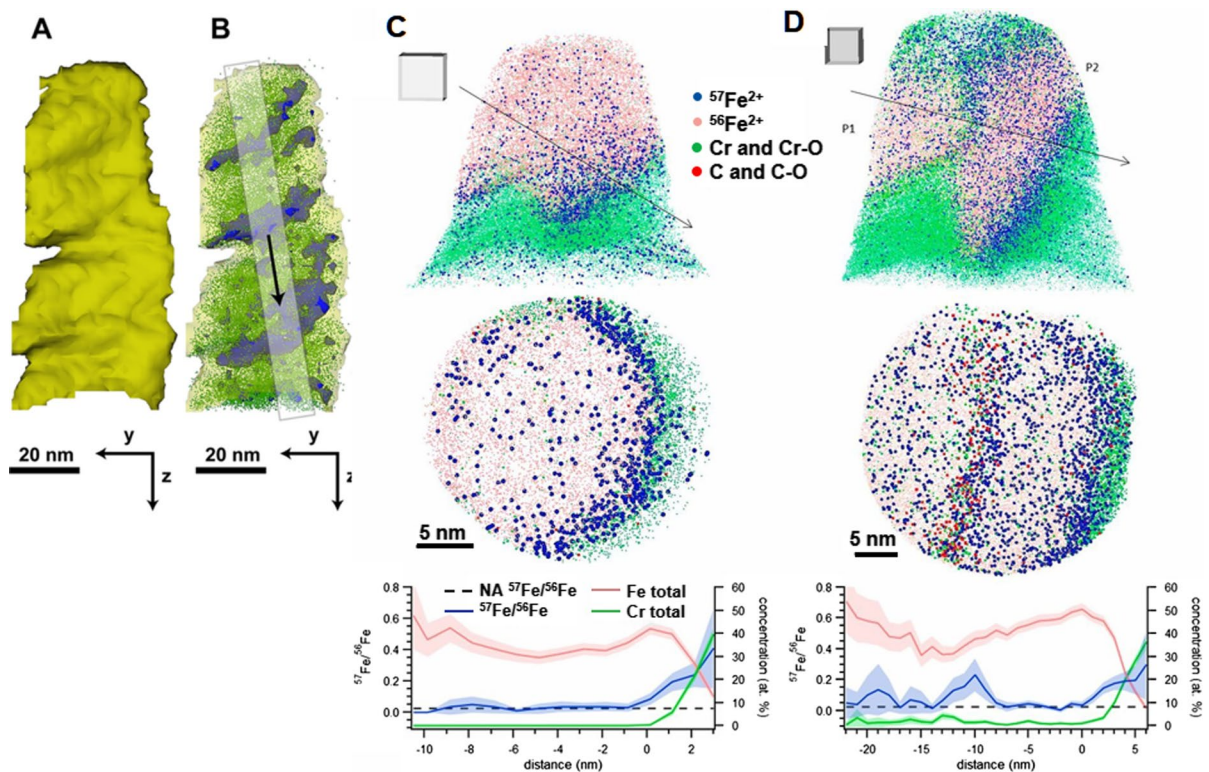 A
B
C
D
P1
P2
57Fe2+
56Fe2+
Cr and Cr-O
C and C-O
20 nm
y
z
20 nm
y
z
5 nm
5 nm
NA 57Fe/56Fe
Fe total
57Fe/56Fe
Cr total
57Fe/56Fe
0.8
0.6
0.4
0.2
0.0
60
50
40
30
20
10
0
concentration (at. %)
-10
-8
-6
-4
-2
0
2
distance (nm)
57Fe/56Fe
0.8
0.6
0.4
0.2
0.0
60
50
40
30
20
10
0
concentration (at. %)
-20
-15
-10
-5
0
5
distance (nm)